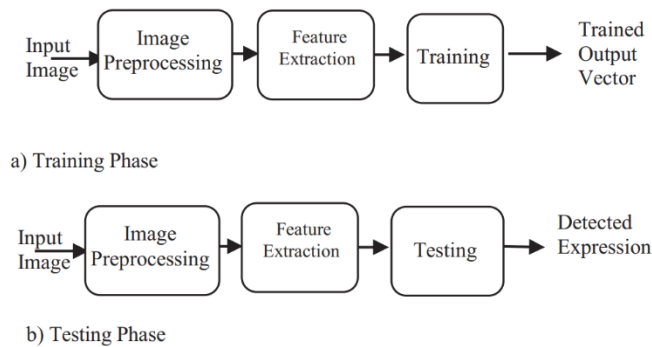 Input
Image
Image
Preprocessing
Feature
Extraction
Training
Trained
Output
Vector
a) Training Phase
Input
Image
Image
Preprocessing
Feature
Extraction
Testing
Detected
Expression
b) Testing Phase